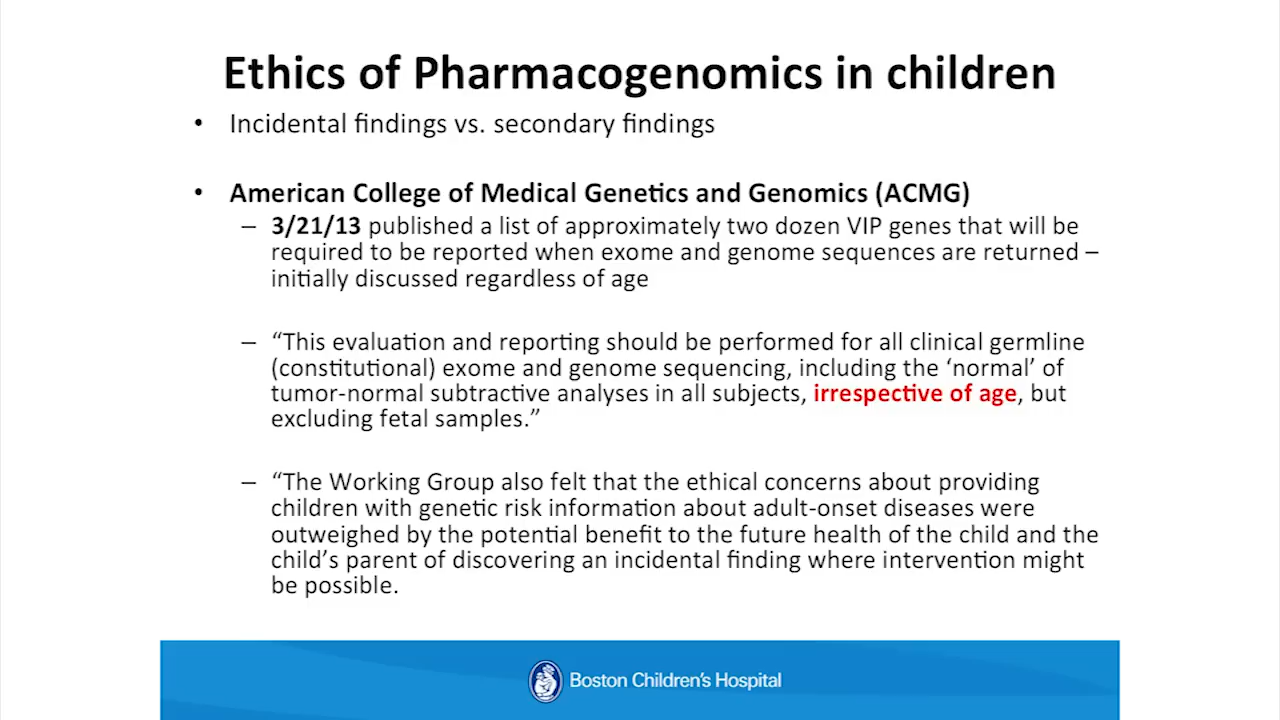 Ethics of Pharmacogenomics in children
• Incidental findings vs. secondary findings
• American College of Medical Genetics and Genomics (ACMG)
– 3/21/13 published a list of approximately two dozen VIP genes that will be
required to be reported when exome and genome sequences are returned –
initially discussed regardless of age
– “This evaluation and reporting should be performed for all clinical germline
(constitutional) exome and genome sequencing, including the ‘normal’ of
tumor-normal subtractive analyses in all subjects, irrespective of age, but
excluding fetal samples.”
– “The Working Group also felt that the ethical concerns about providing
children with genetic risk information about adult-onset diseases were
outweighed by the potential benefit to the future health of the child and the
child’s parent of discovering an incidental finding where intervention might
be possible.
Boston Children’s Hospital